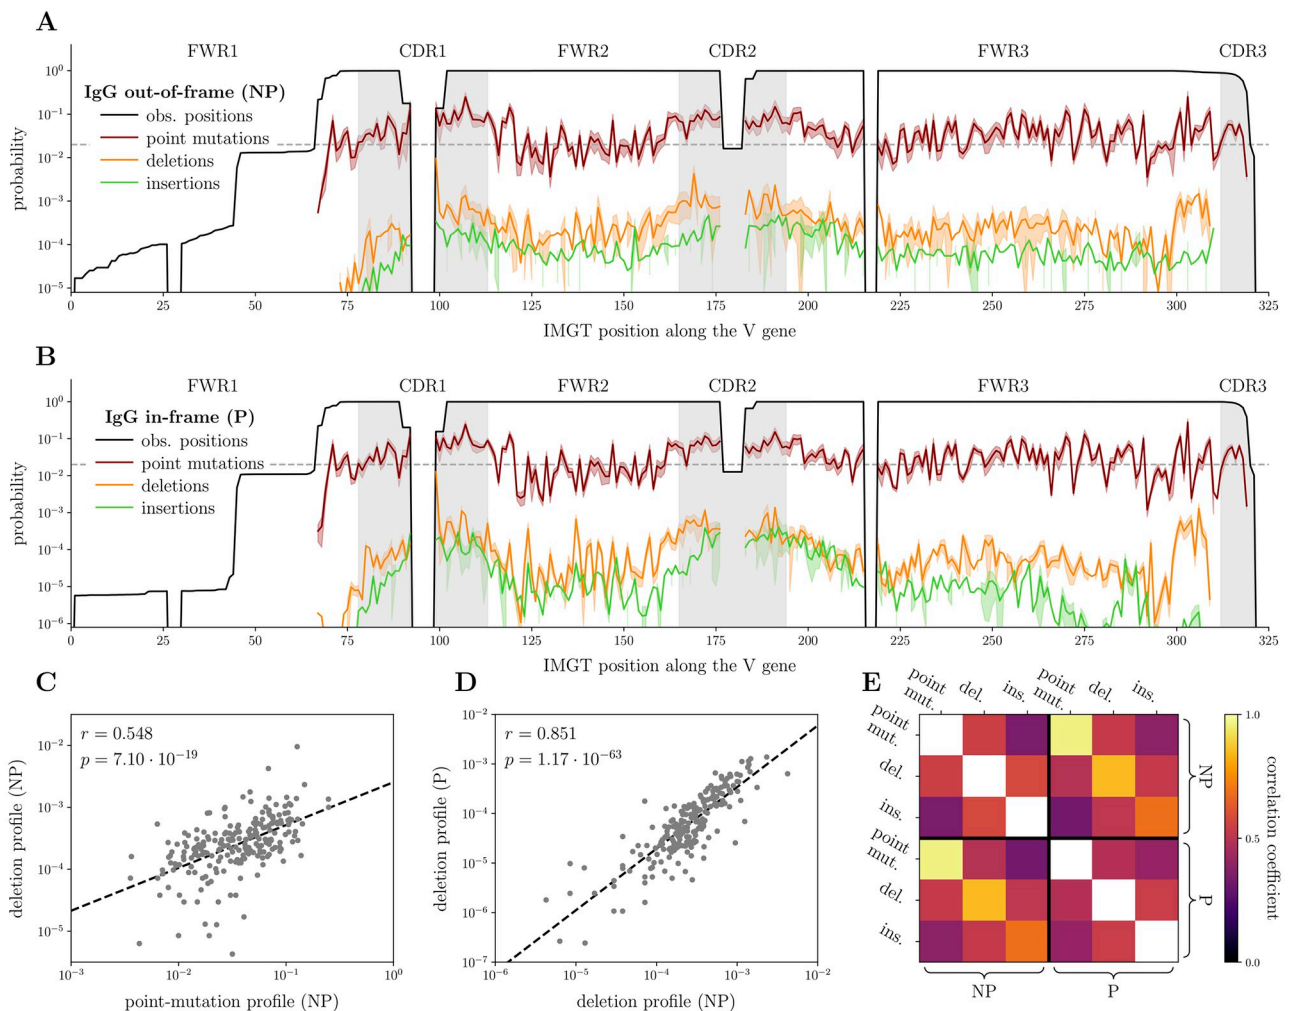 A
FWR1 CDR1 FWR2 CDR2 FWR3 CDR3
IgG out-of-frame (NP)
obs. positions
point mutations
deletions
insertions
probability
10⁰
10⁻¹
10⁻²
10⁻³
10⁻⁴
10⁻⁵
0 25 50 75 100 125 150 175 200 225 250 275 300 325
IMGT position along the V gene
B
FWR1 CDR1 FWR2 CDR2 FWR3 CDR3
IgG in-frame (P)
obs. positions
point mutations
deletions
insertions
probability
10⁰
10⁻¹
10⁻²
10⁻³
10⁻⁴
10⁻⁵
10⁻⁶
0 25 50 75 100 125 150 175 200 225 250 275 300 325
IMGT position along the V gene
C
r = 0.548
p = 7.10 · 10⁻¹⁹
deletion profile (NP)
10⁻²
10⁻³
10⁻⁴
10⁻⁵
10⁻³ 10⁻² 10⁻¹ 10⁰
point-mutation profile (NP)
D
r = 0.851
p = 1.17 · 10⁻⁶³
deletion profile (P)
10⁻²
10⁻³
10⁻⁴
10⁻⁵
10⁻⁶
10⁻⁷
10⁻⁶ 10⁻⁵ 10⁻⁴ 10⁻³ 10⁻²
deletion profile (NP)
E
point mut. del. ins. point mut. del. ins.
point mut.
del.
ins.
point mut.
del.
ins.
NP
P
NP P
1.0
0.5
0.0
correlation coefficient